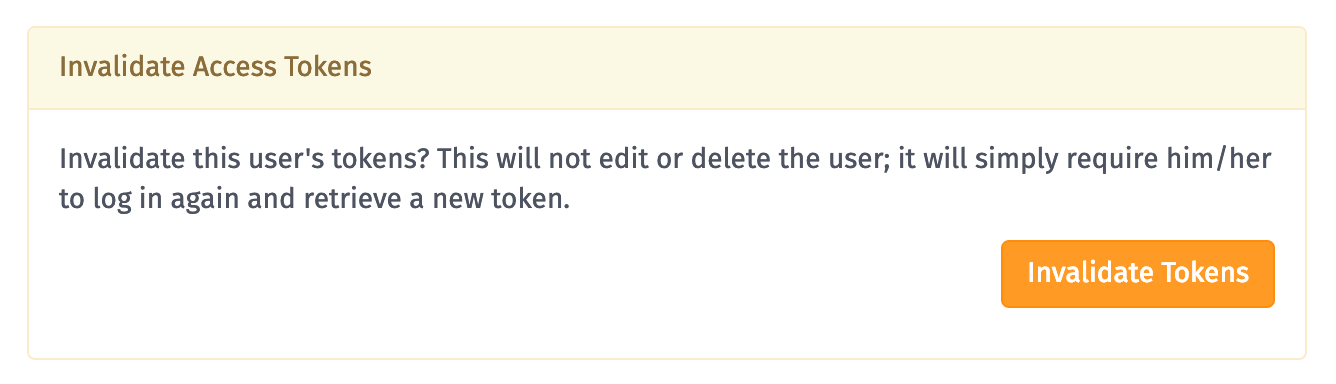 Invalidate Access Tokens
Invalidate this user's tokens? This will not edit or delete the user; it will simply require him/her
to log in again and retrieve a new token.
Invalidate Tokens